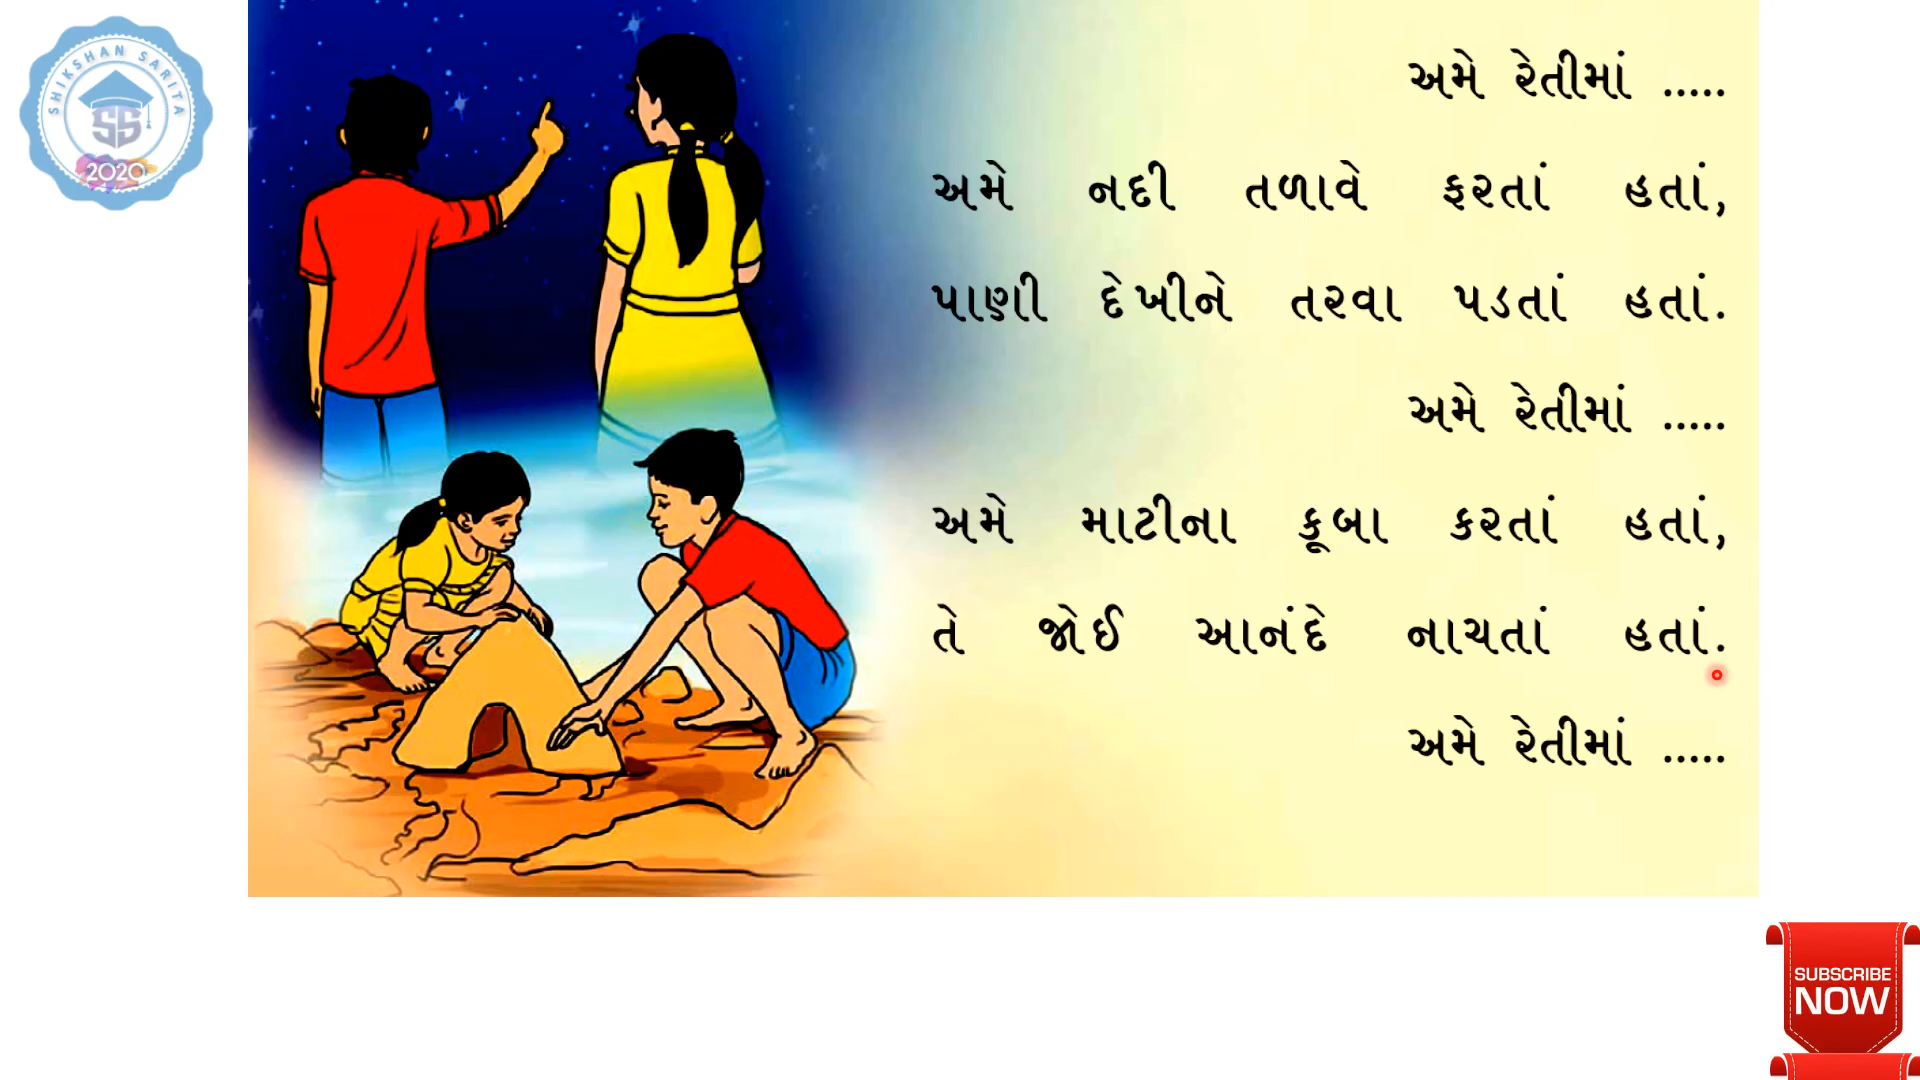 SHIKSHAN SARITA
SS
2020
અમે રેતીમાં .....
અમે નદી તળાવે ફરતાં હતાં,
પાણી દેખીને તરવા પડતાં હતાં.
અમે રેતીમાં .....
અમે માટીના કૂબા કરતાં હતાં,
તે જોઈ આનંદે નાચતાં હતાં.
અમે રેતીમાં .....
SUBSCRIBE
NOW